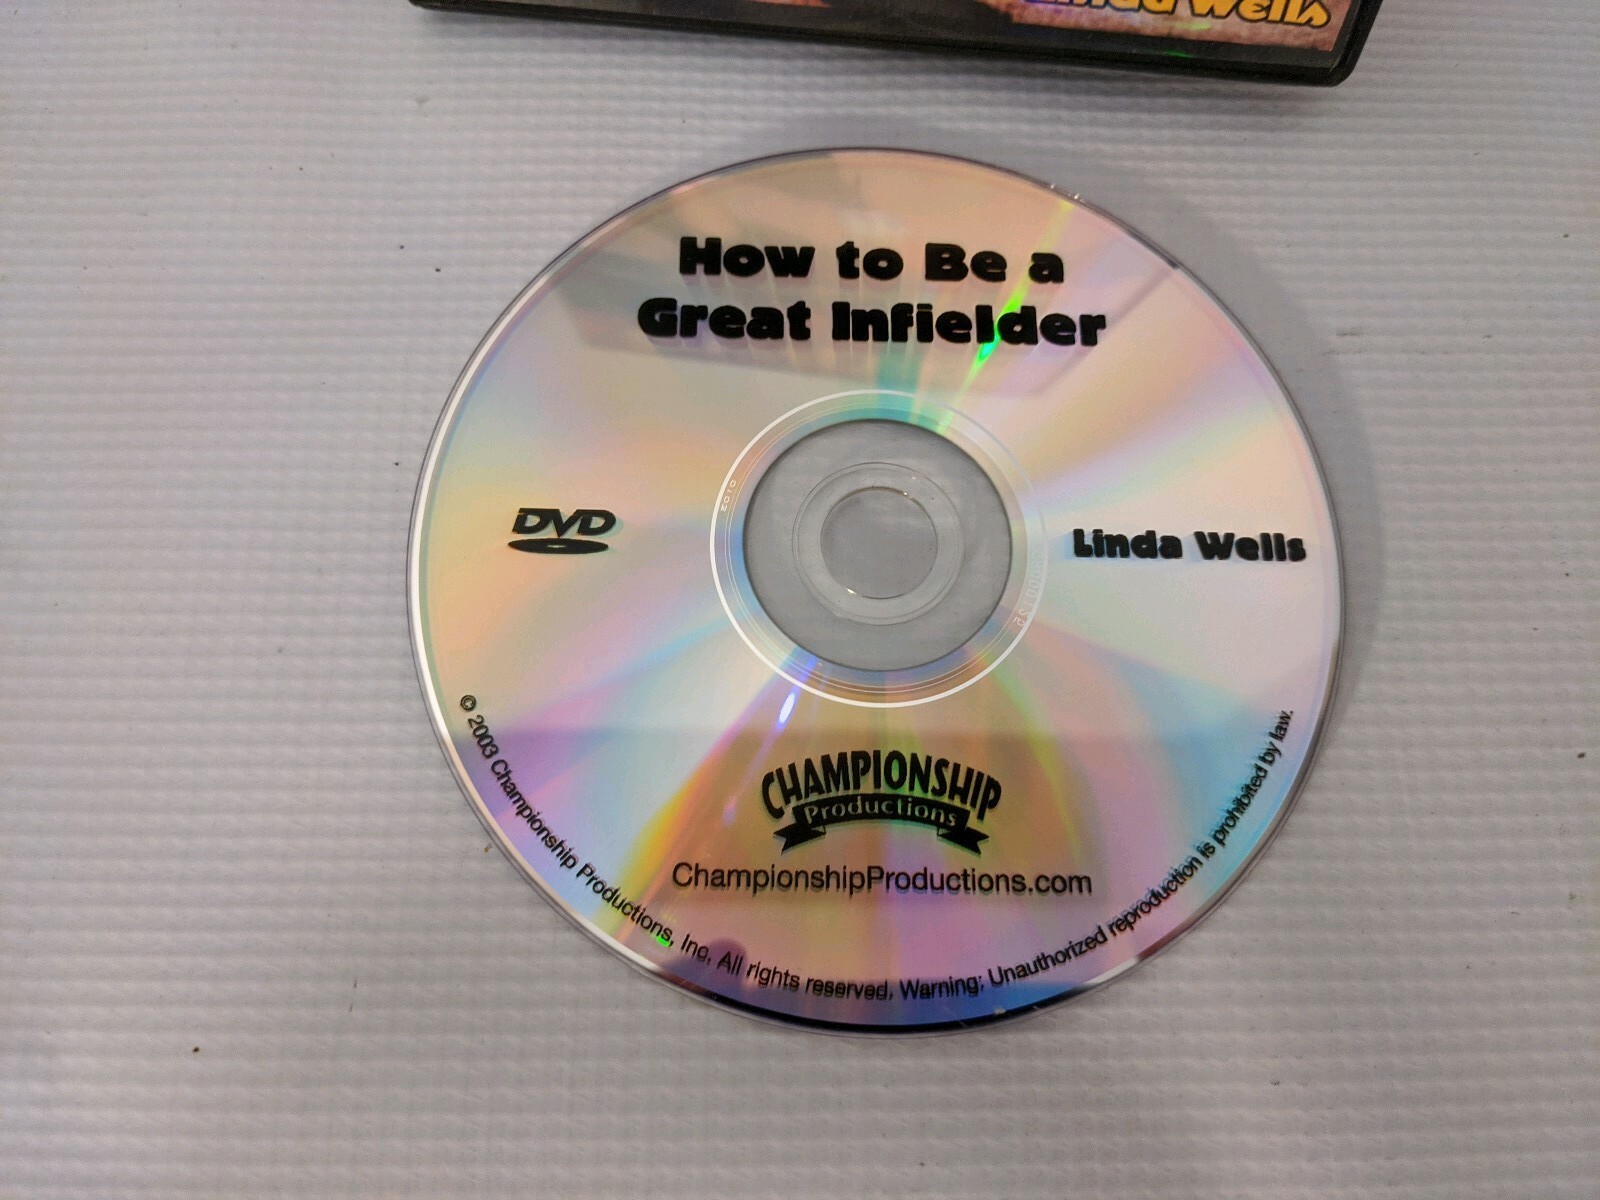 Linda Wells
How to Be a
Great Infielder
DVD
Linda Wells
CHAMPIONSHIP
Productions
ChampionshipProductions.com
© 2003 Championship Productions, Inc. All rights reserved, Warning: Unauthorized reproduction is prohibited by law.